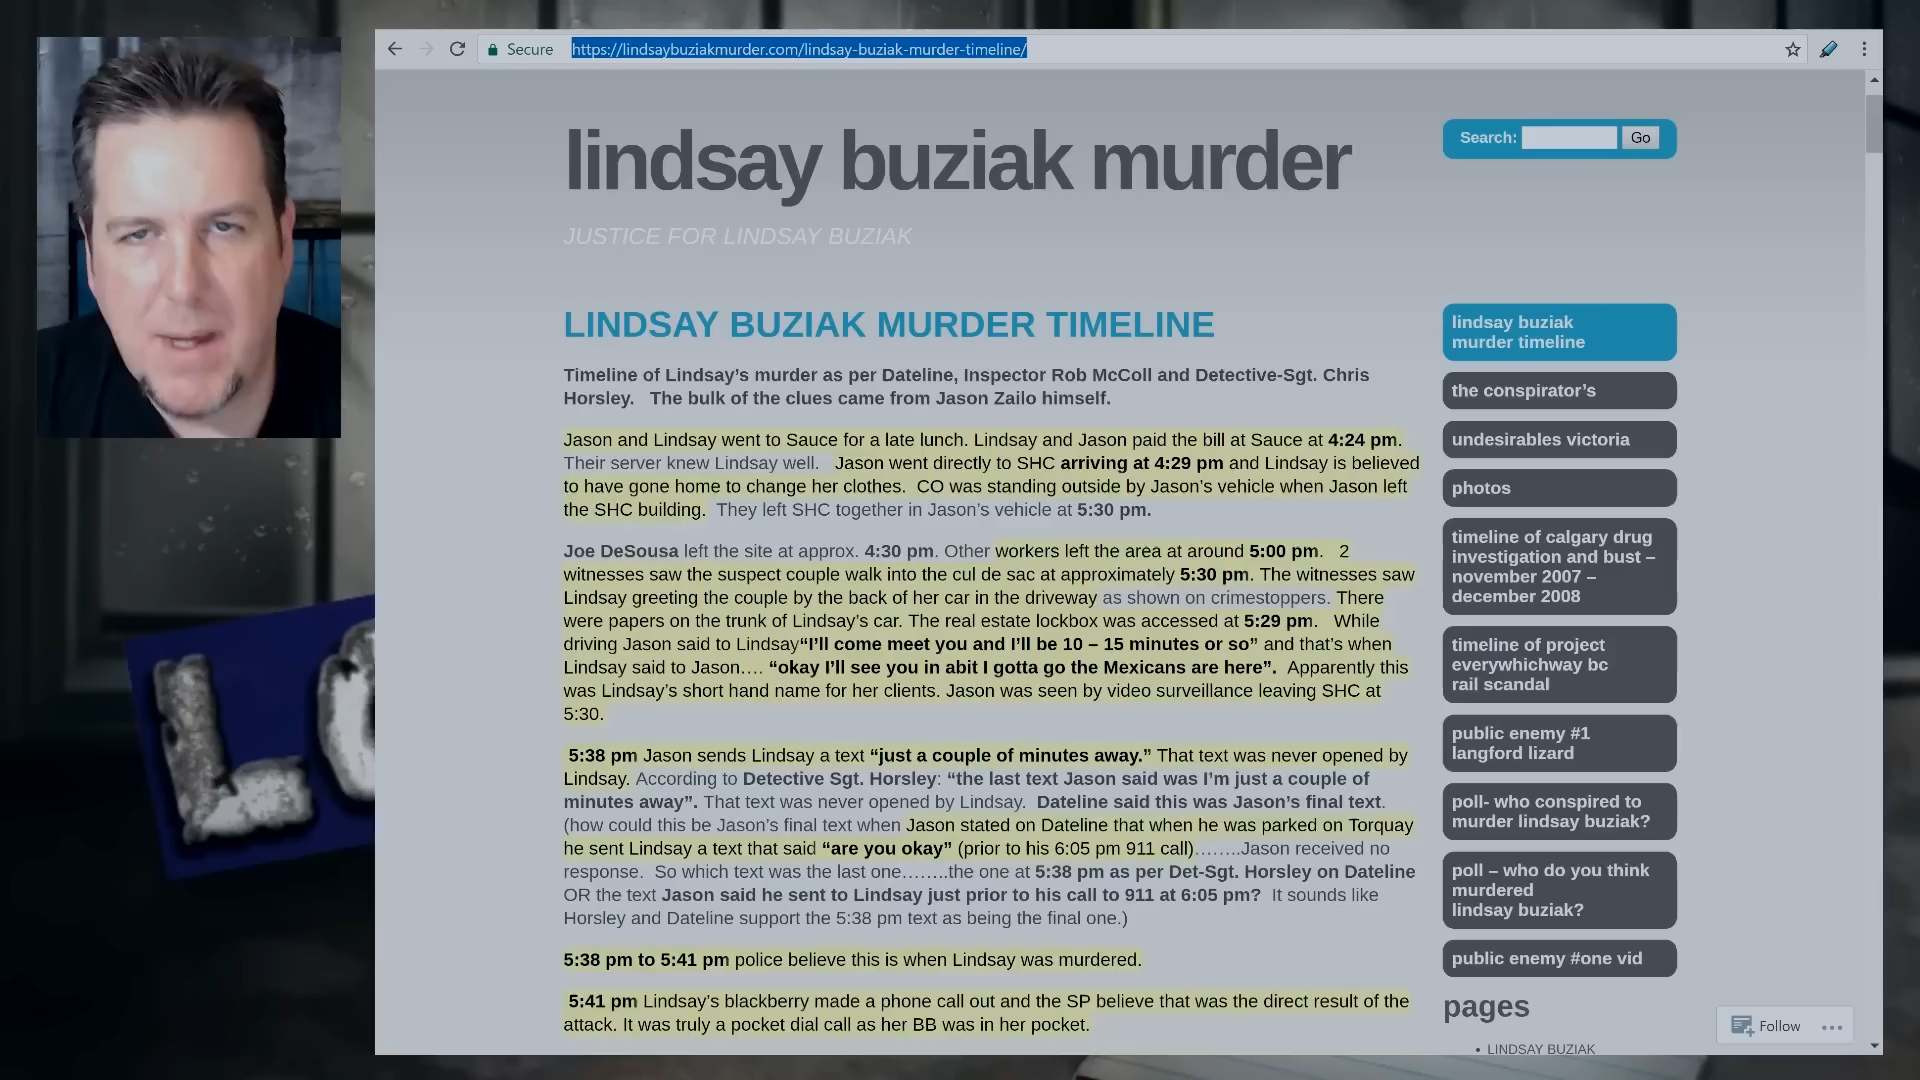 Secure
https://lindsaybuziakmurder.com/lindsay-buziak-murder-timeline/
lindsay buziak murder
Search:
Go
JUSTICE FOR LINDSAY BUZIAK
LINDSAY BUZIAK MURDER TIMELINE
Timeline of Lindsay’s murder as per Dateline, Inspector Rob McColl and Detective-Sgt. Chris
Horsley.   The bulk of the clues came from Jason Zailo himself.
Jason and Lindsay went to Sauce for a late lunch. Lindsay and Jason paid the bill at Sauce at 4:24 pm.
Their server knew Lindsay well.   Jason went directly to SHC arriving at 4:29 pm and Lindsay is believed
to have gone home to change her clothes.  CO was standing outside by Jason’s vehicle when Jason left
the SHC building.  They left SHC together in Jason’s vehicle at 5:30 pm.
Joe DeSousa left the site at approx. 4:30 pm. Other workers left the area at around 5:00 pm.   2
witnesses saw the suspect couple walk into the cul de sac at approximately 5:30 pm. The witnesses saw
Lindsay greeting the couple by the back of her car in the driveway as shown on crimestoppers. There
were papers on the trunk of Lindsay’s car. The real estate lockbox was accessed at 5:29 pm.   While
driving Jason said to Lindsay“I’ll come meet you and I’ll be 10 – 15 minutes or so” and that’s when
Lindsay said to Jason…. “okay I’ll see you in abit I gotta go the Mexicans are here”.  Apparently this
was Lindsay’s short hand name for her clients. Jason was seen by video surveillance leaving SHC at
5:30.
5:38 pm Jason sends Lindsay a text “just a couple of minutes away.” That text was never opened by
Lindsay. According to Detective Sgt. Horsley: “the last text Jason said was I’m just a couple of
minutes away”. That text was never opened by Lindsay.  Dateline said this was Jason’s final text.
(how could this be Jason’s final text when Jason stated on Dateline that when he was parked on Torquay
he sent Lindsay a text that said “are you okay” (prior to his 6:05 pm 911 call)……..Jason received no
response.  So which text was the last one……..the one at 5:38 pm as per Det-Sgt. Horsley on Dateline
OR the text Jason said he sent to Lindsay just prior to his call to 911 at 6:05 pm?  It sounds like
Horsley and Dateline support the 5:38 pm text as being the final one.)
5:38 pm to 5:41 pm police believe this is when Lindsay was murdered.
5:41 pm Lindsay’s blackberry made a phone call out and the SP believe that was the direct result of the
attack. It was truly a pocket dial call as her BB was in her pocket.
lindsay buziak
murder timeline
the conspirator’s
undesirables victoria
photos
timeline of calgary drug
investigation and bust –
november 2007 –
december 2008
timeline of project
everywhichway bc
rail scandal
public enemy #1
langford lizard
poll- who conspired to
murder lindsay buziak?
poll – who do you think
murdered
lindsay buziak?
public enemy #one vid
pages
• LINDSAY BUZIAK
Follow